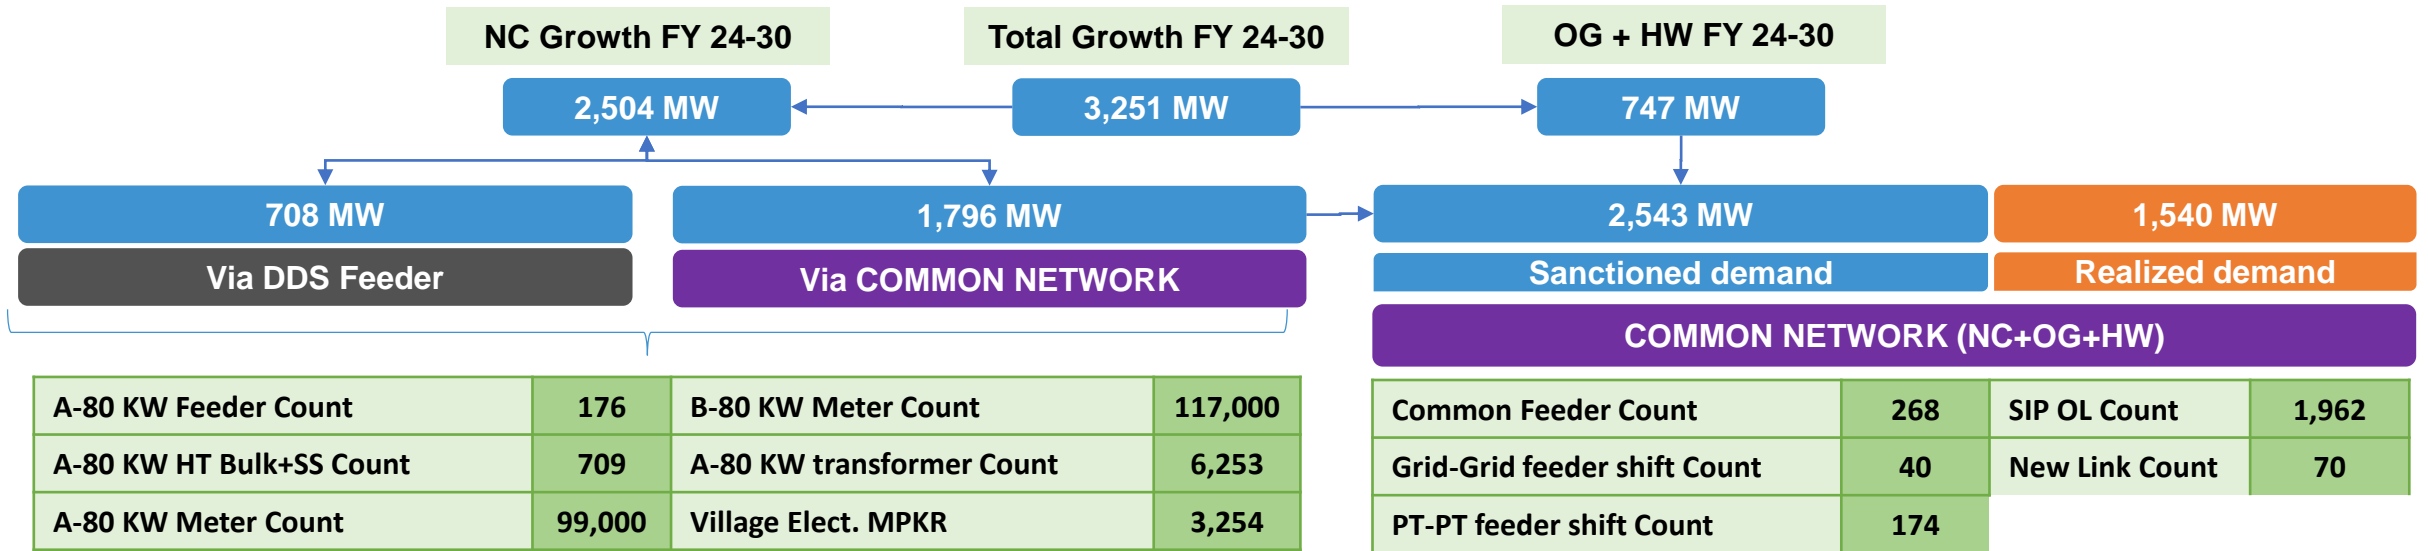 NC Growth FY 24-30
Total Growth FY 24-30
OG + HW FY 24-30
2,504 MW
3,251 MW
747 MW
708 MW
1,796 MW
2,543 MW
1,540 MW
Via DDS Feeder
Via COMMON NETWORK
Sanctioned demand
Realized demand
COMMON NETWORK (NC+OG+HW)
A-80 KW Feeder Count 176 B-80 KW Meter Count 117,000
A-80 KW HT Bulk+SS Count 709 A-80 KW transformer Count 6,253
A-80 KW Meter Count 99,000 Village Elect. MPKR 3,254
Common Feeder Count 268 SIP OL Count 1,962
Grid-Grid feeder shift Count 40 New Link Count 70
PT-PT feeder shift Count 174